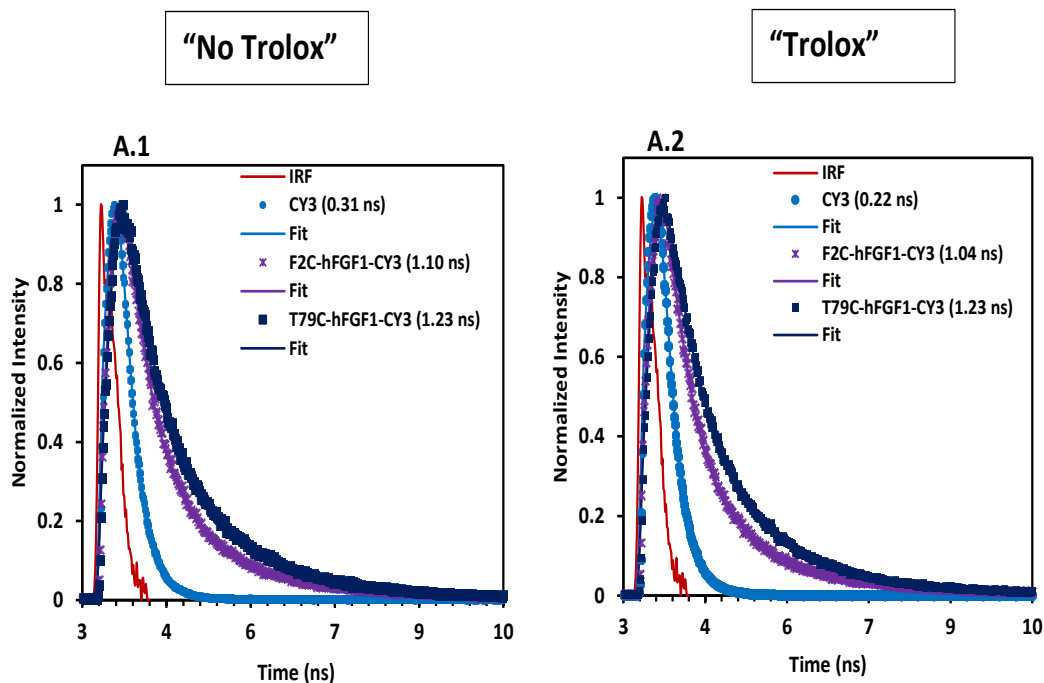 “No Trolox”
“Trolox”
A.1
IRF
CY3 (0.31 ns)
Fit
F2C-hFGF1-CY3 (1.10 ns)
Fit
T79C-hFGF1-CY3 (1.23 ns)
Fit
1
0.8
0.6
0.4
0.2
0
Normalized Intensity
3 4 6 7 9 10
Time (ns)
A.2
IRF
CY3 (0.22 ns)
Fit
F2C-hFGF1-CY3 (1.04 ns)
Fit
T79C-hFGF1-CY3 (1.23 ns)
Fit
1
0.8
0.6
0.4
0.2
0
Normalized Intensity
3 4 6 7 9 10
Time (ns)